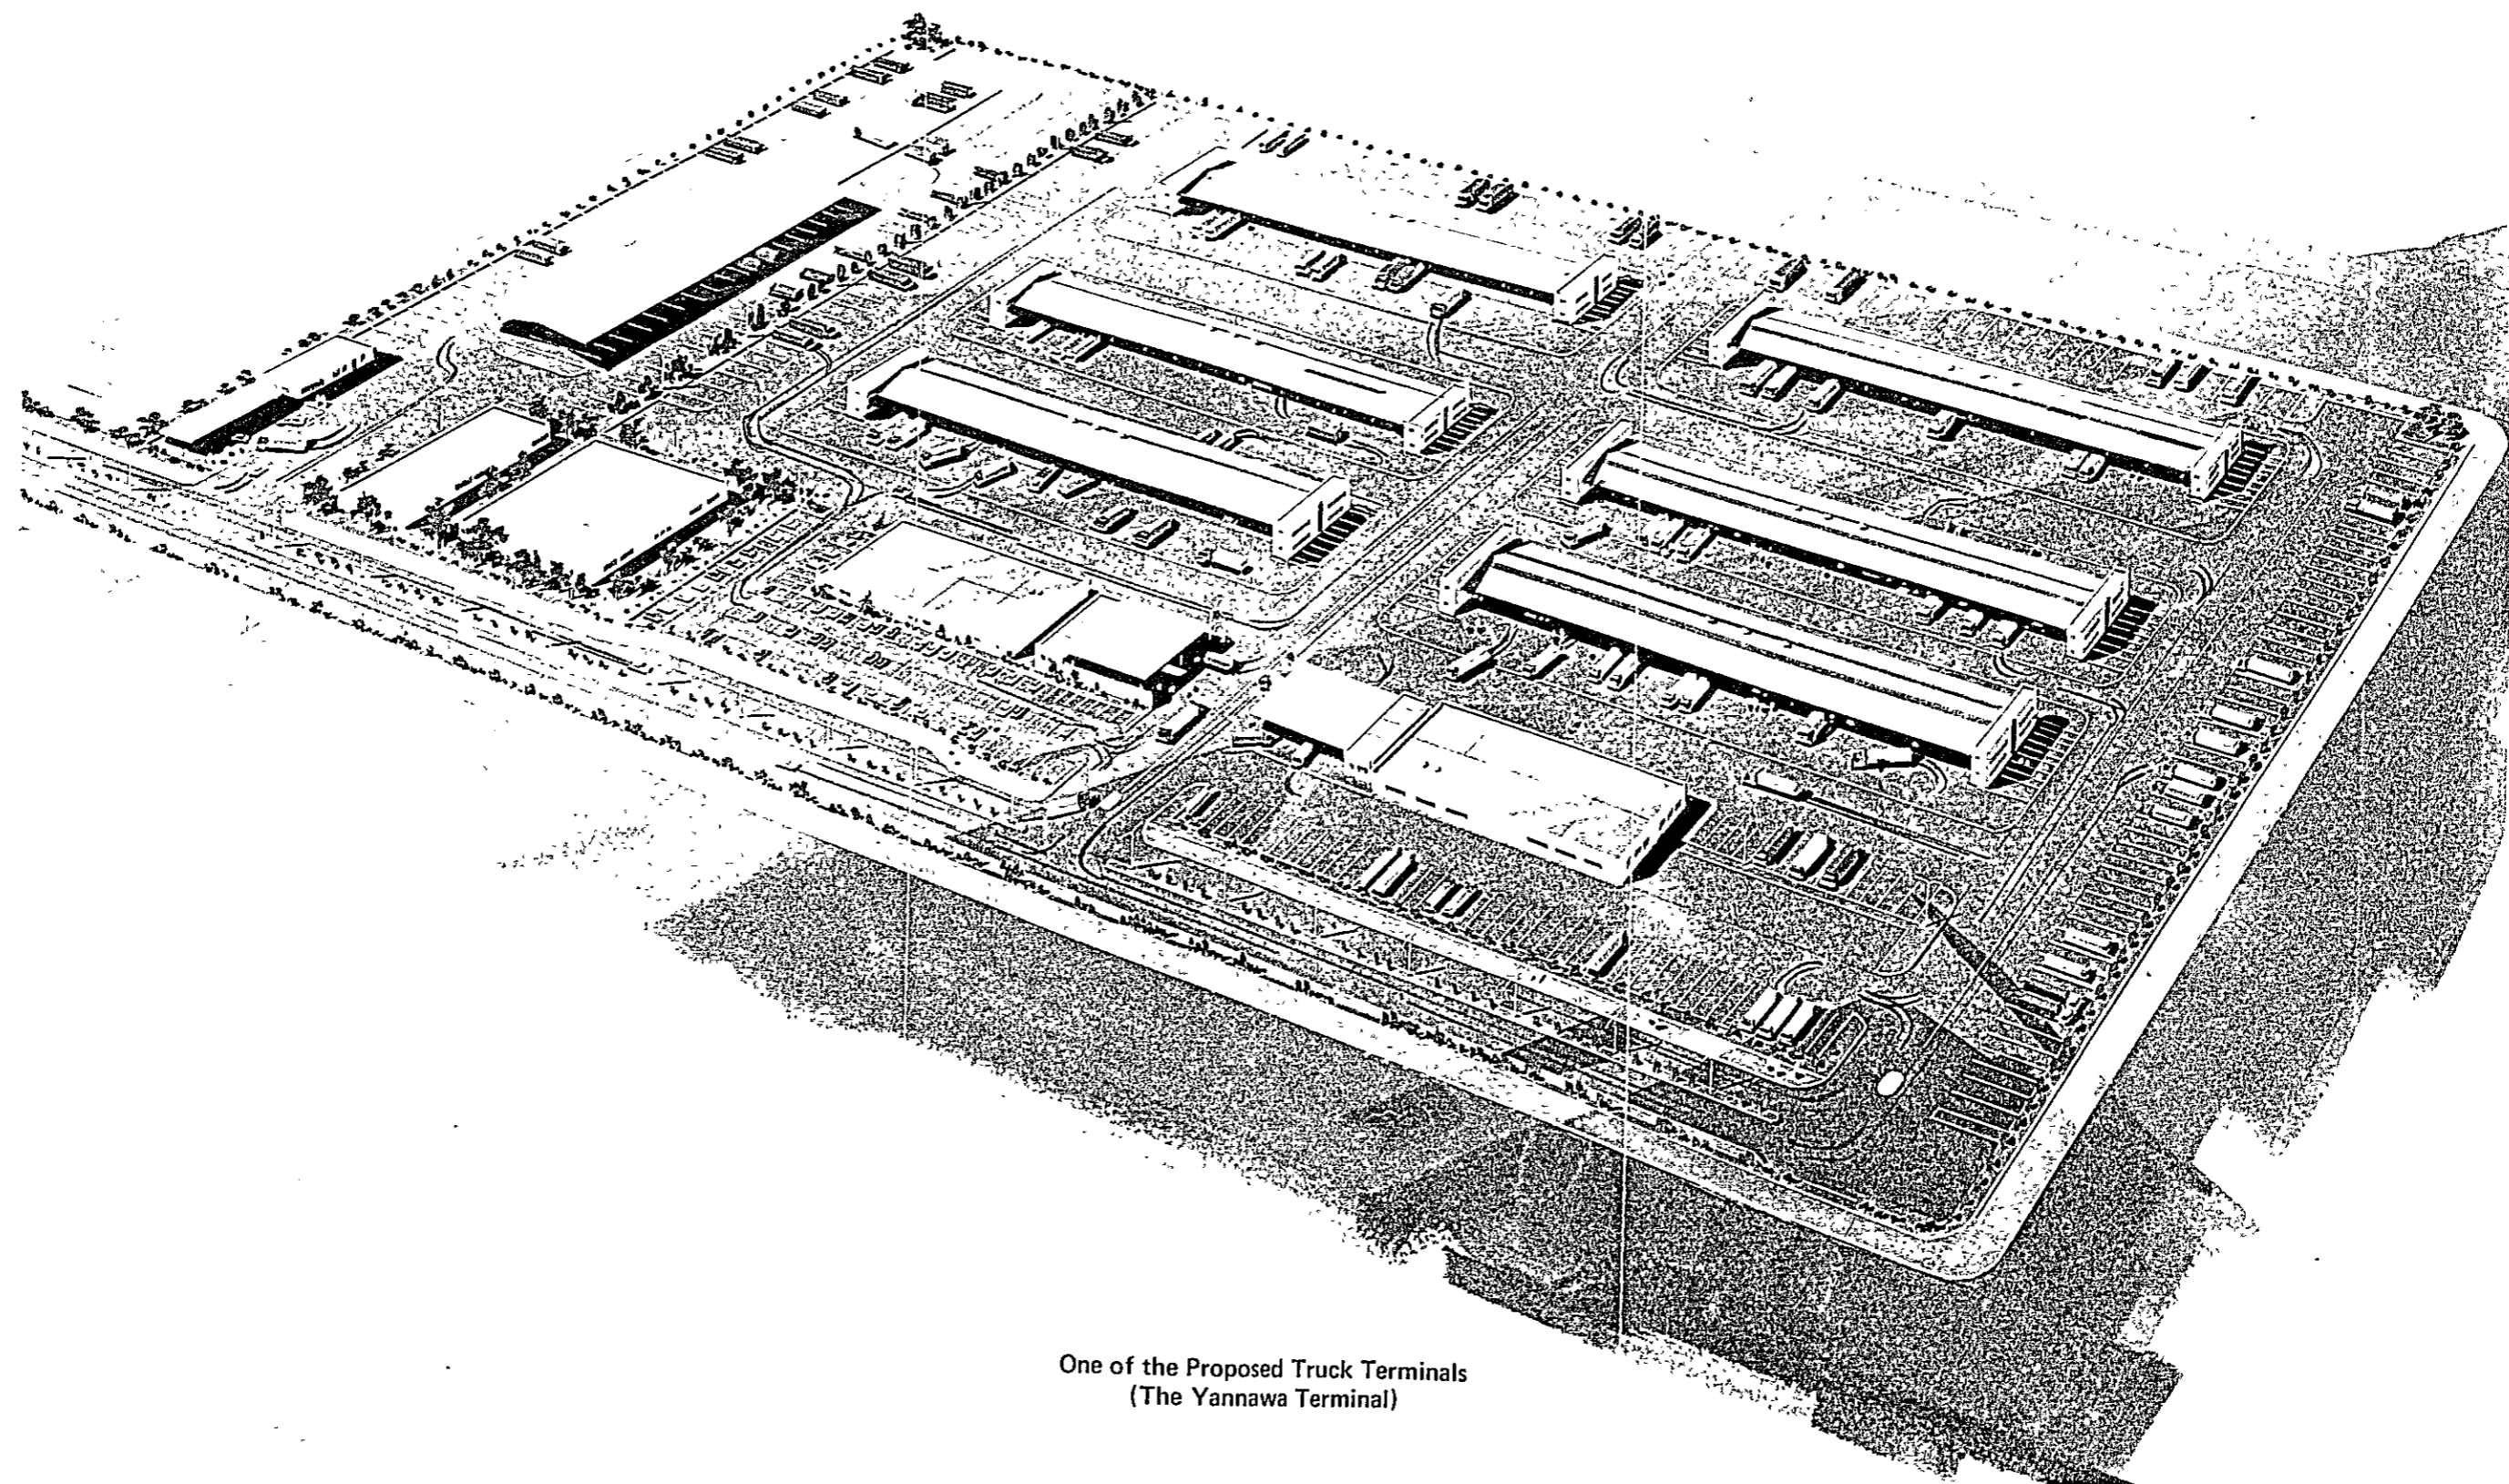 One of the Proposed Truck Terminals
(The Yannawa Terminal)